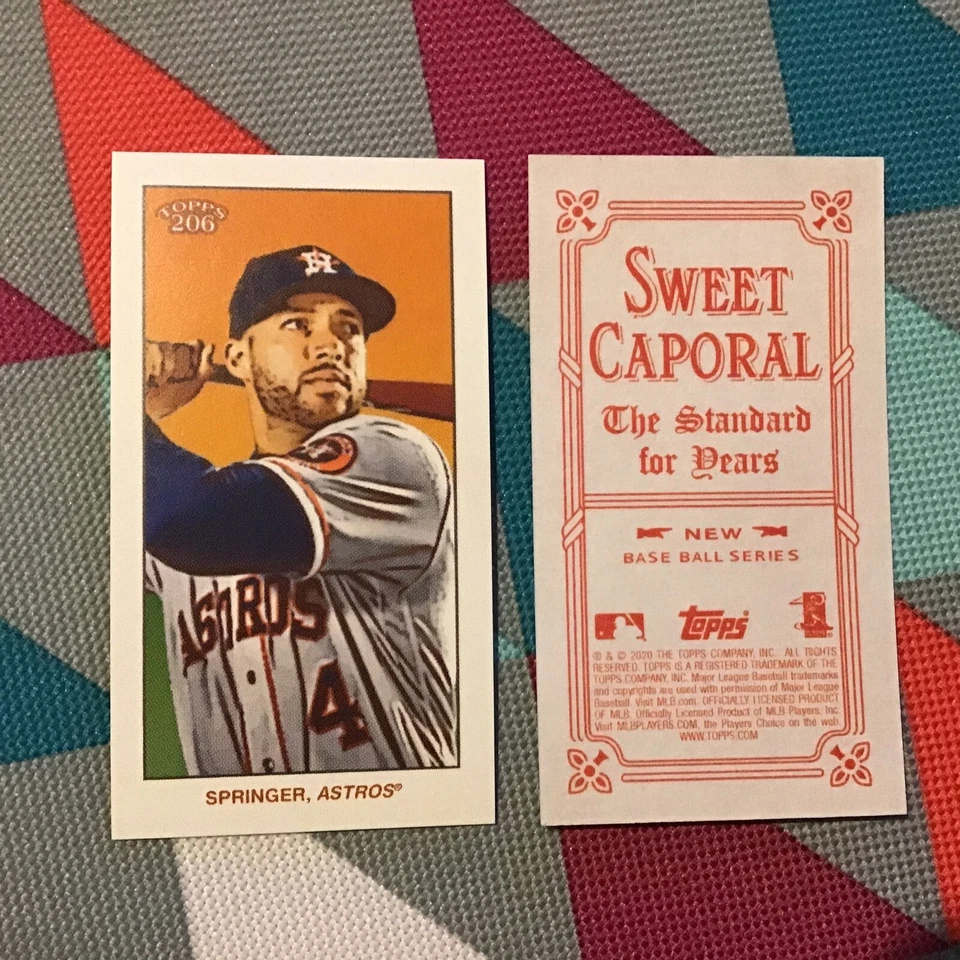 TOPPS
206
H
ASTROS
4
SPRINGER, ASTROS®
SWEET
CAPORAL
The Standard
for Years
NEW
BASE BALL SERIES
Topps
® & © 2020 THE TOPPS COMPANY, INC. ALL RIGHTS
RESERVED. TOPPS IS A REGISTERED TRADEMARK OF THE
TOPPS COMPANY, INC. Major League Baseball trademarks
and copyrights are used with permission of Major League
Baseball. Visit MLB.com. OFFICIALLY LICENSED PRODUCT
OF MLB. Officially Licensed Product of MLB Players, Inc.
Visit MLBPLAYERS.COM, the Players Choice on the web.
WWW.TOPPS.COM